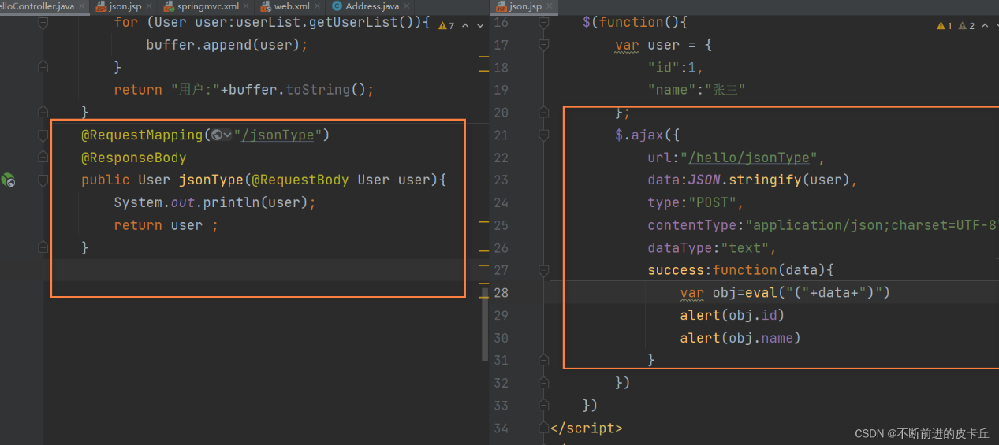 elloController.java
json.jsp
springmvc.xml
web.xml
Address.java
for (User user:userList.getUserList()){
7
buffer.append(user);
}
return "用户:"+buffer.toString();
}
@RequestMapping("/jsonType")
@ResponseBody
public User jsonType(@RequestBody User user){
System.out.println(user);
return user ;
}
json.jsp
16 $(function(){
1 2
17 var user = {
18 "id":1,
19 "name":"张三"
20 };
21 $.ajax({
22 url:"/hello/jsonType",
23 data:JSON.stringify(user),
24 type:"POST",
25 contentType:"application/json;charset=UTF-8
26 dataType:"text",
27 success:function(data){
28 var obj=eval("("+data+")")
29 alert(obj.id)
30 alert(obj.name)
31 }
32 })
33 })
34 </script>
CSDN @不断前进的皮卡丘